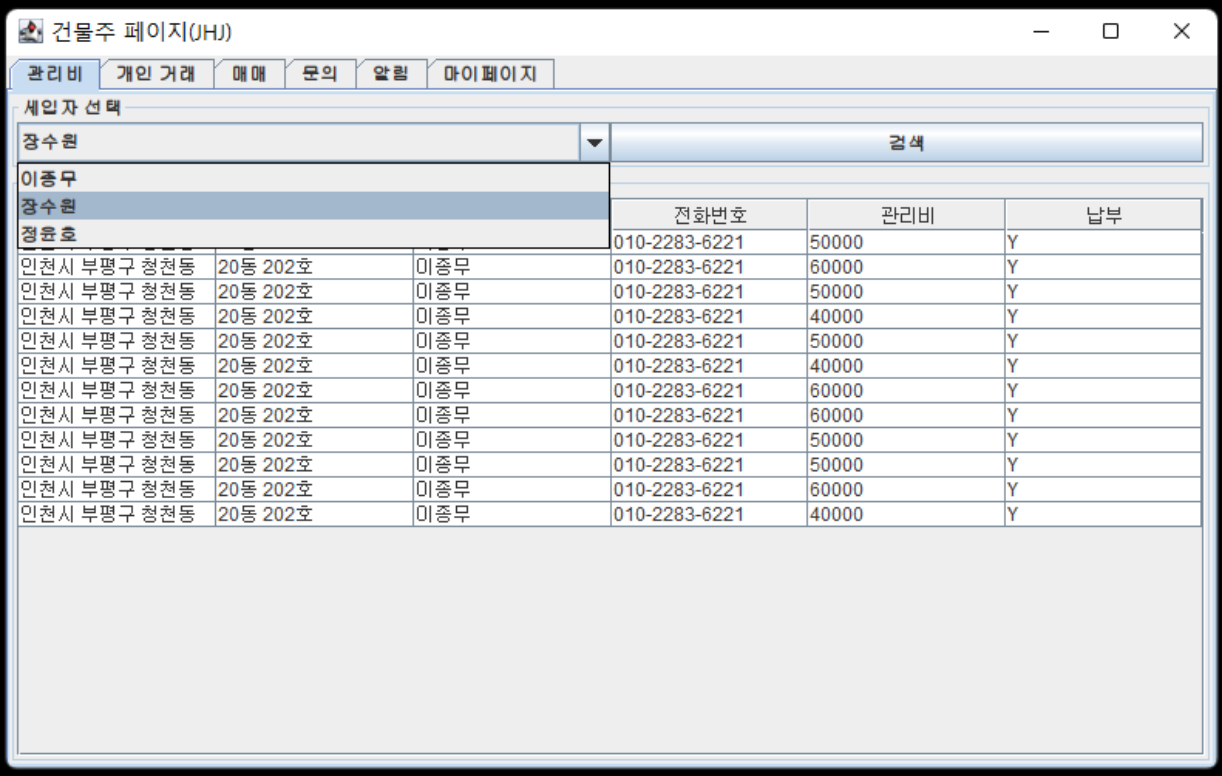 건물주 페이지(JHJ)
관리비 개인 거래 매매 문의 알림 마이페이지
세입자 선택
장수원 검색
이종무
장수원
정윤호
전화번호 관리비 납부
010-2283-6221 50000 Y
인천시 부평구 청천동 20동 202호 이종무 010-2283-6221 60000 Y
인천시 부평구 청천동 20동 202호 이종무 010-2283-6221 50000 Y
인천시 부평구 청천동 20동 202호 이종무 010-2283-6221 40000 Y
인천시 부평구 청천동 20동 202호 이종무 010-2283-6221 50000 Y
인천시 부평구 청천동 20동 202호 이종무 010-2283-6221 40000 Y
인천시 부평구 청천동 20동 202호 이종무 010-2283-6221 60000 Y
인천시 부평구 청천동 20동 202호 이종무 010-2283-6221 60000 Y
인천시 부평구 청천동 20동 202호 이종무 010-2283-6221 50000 Y
인천시 부평구 청천동 20동 202호 이종무 010-2283-6221 50000 Y
인천시 부평구 청천동 20동 202호 이종무 010-2283-6221 60000 Y
인천시 부평구 청천동 20동 202호 이종무 010-2283-6221 40000 Y